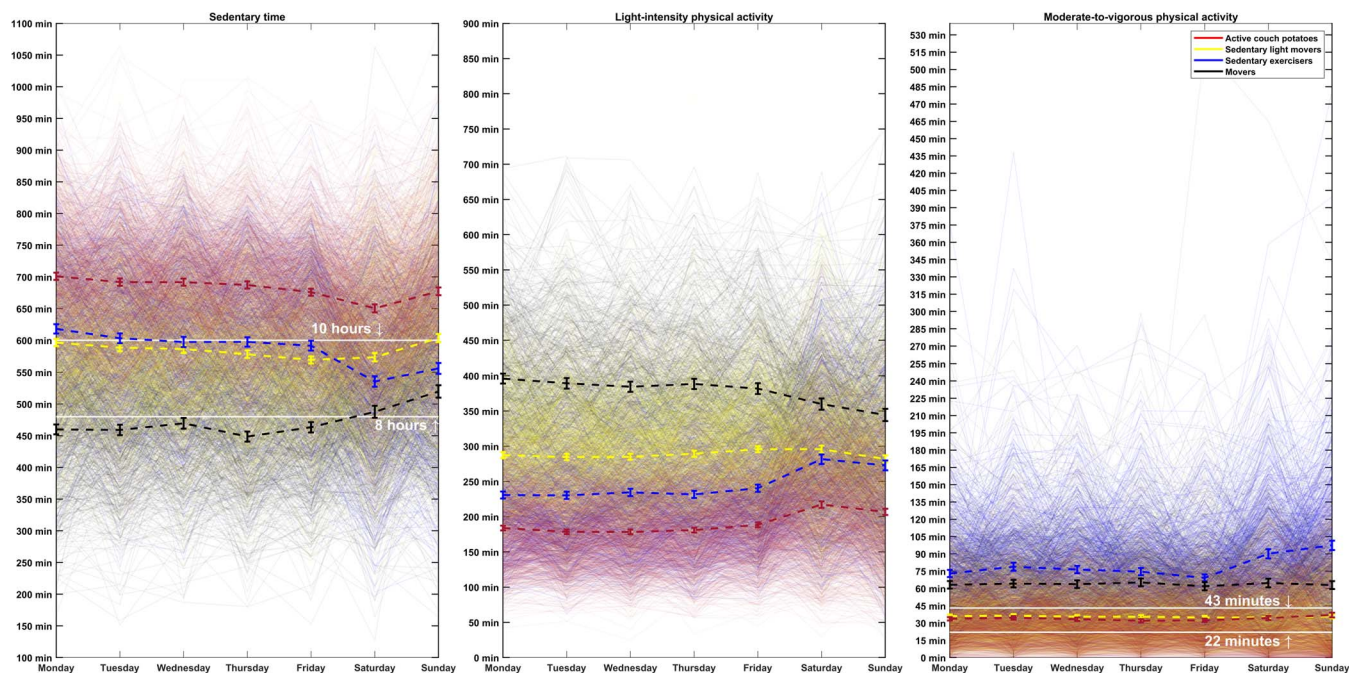 Sedentary time
1100 min
1050 min
1000 min
950 min
900 min
850 min
800 min
750 min
700 min
650 min
600 min
550 min
500 min
450 min
400 min
350 min
300 min
250 min
200 min
150 min
100 min
10 hours ↓
8 hours ↑
Monday Tuesday Wednesday Thursday Friday Saturday Sunday
Light-intensity physical activity
900 min
850 min
800 min
750 min
700 min
650 min
600 min
550 min
500 min
450 min
400 min
350 min
300 min
250 min
200 min
150 min
100 min
50 min
0 min
Monday Tuesday Wednesday Thursday Friday Saturday Sunday
Moderate-to-vigorous physical activity
530 min
515 min
500 min
485 min
465 min
450 min
435 min
420 min
405 min
390 min
375 min
360 min
345 min
330 min
315 min
300 min
285 min
270 min
255 min
240 min
225 min
210 min
195 min
180 min
165 min
150 min
135 min
120 min
105 min
90 min
75 min
60 min
45 min
30 min
15 min
0 min
Active couch potatoes
Sedentary light movers
Sedentary exercisers
Movers
43 minutes ↓
22 minutes ↑
Monday Tuesday Wednesday Thursday Friday Saturday Sunday